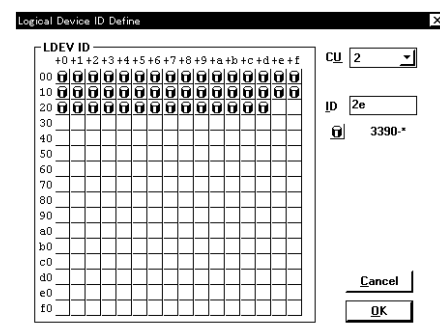 Logical Device ID Define
LDEV ID
+0 +1 +2 +3 +4 +5 +6 +7 +8 +9 +a +b +c +d +e +f
00
10
20
30
40
50
60
70
80
90
a0
b0
c0
d0
e0
f0
CU 2
ID 2e
3390-*
Cancel
OK